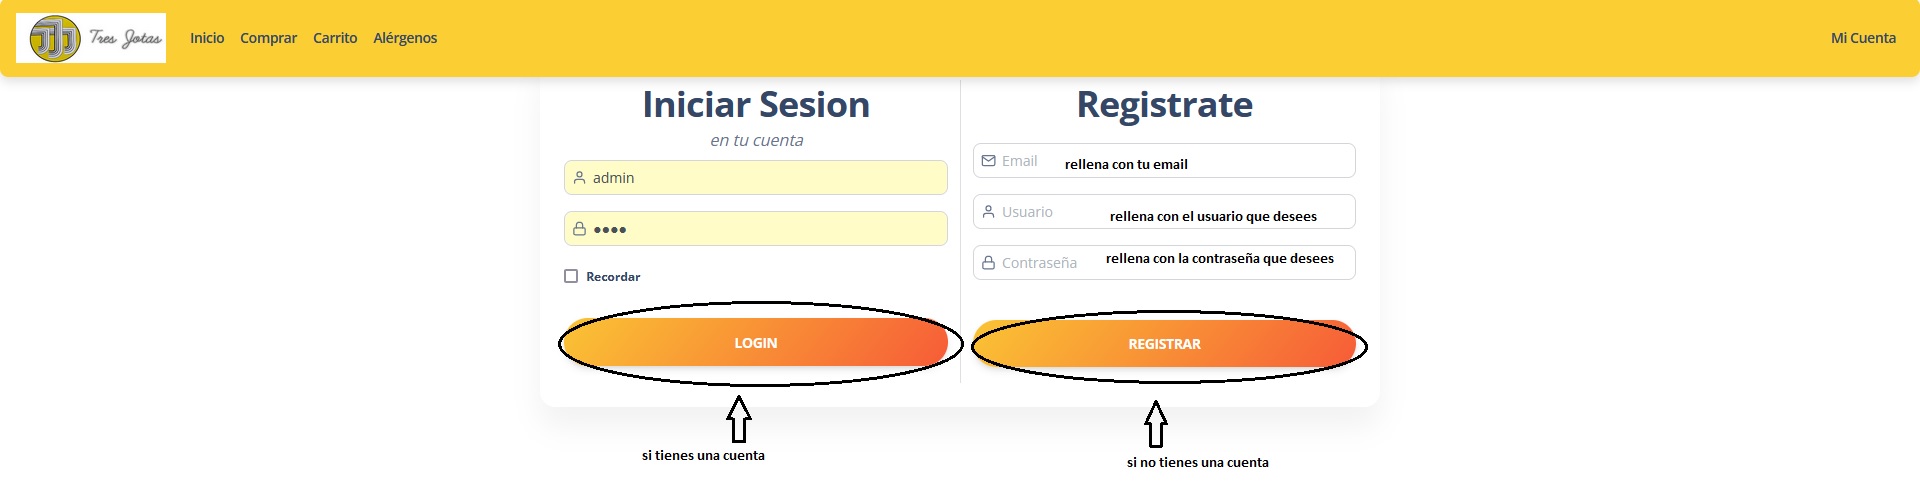 JJJ Tres Jotas
Inicio Comprar Carrito Alérgenos Mi Cuenta
Iniciar Sesion
en tu cuenta
admin
●●●●
Recordar
LOGIN
si tienes una cuenta
Registrate
Email rellena con tu email
Usuario rellena con el usuario que desees
Contraseña rellena con la contraseña que desees
REGISTRAR
si no tienes una cuenta